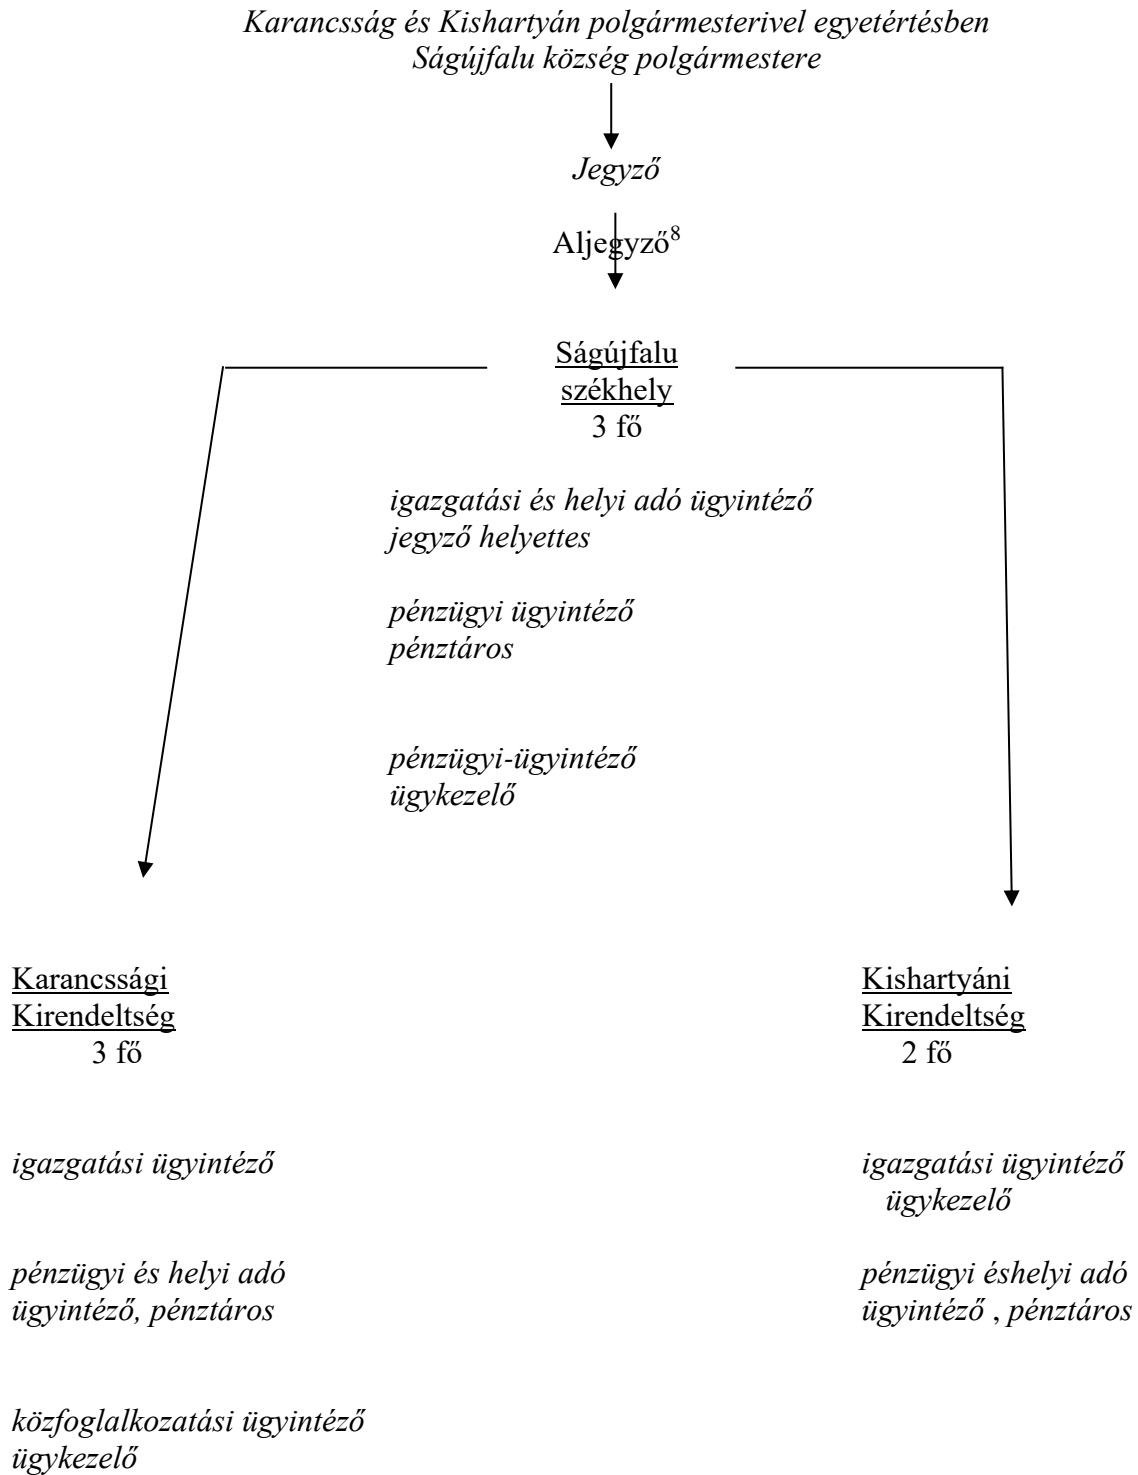 Karancsság és Kishartyán polgármesterivel egyetértésben
Ságújfalu község polgármestere
Jegyző
Aljegyző⁸
Ságújfalu
székhely
3 fő
igazgatási és helyi adó ügyintéző
jegyző helyettes
pénzügyi ügyintéző
pénztáros
pénzügyi-ügyintéző
ügykezelő
Karancssági
Kirendeltség
3 fő
igazgatási ügyintéző
pénzügyi és helyi adó
ügyintéző, pénztáros
közfoglalkozatási ügyintéző
ügykezelő
Kishartyáni
Kirendeltség
2 fő
igazgatási ügyintéző
ügykezelő
pénzügyi éshelyi adó
ügyintéző , pénztáros